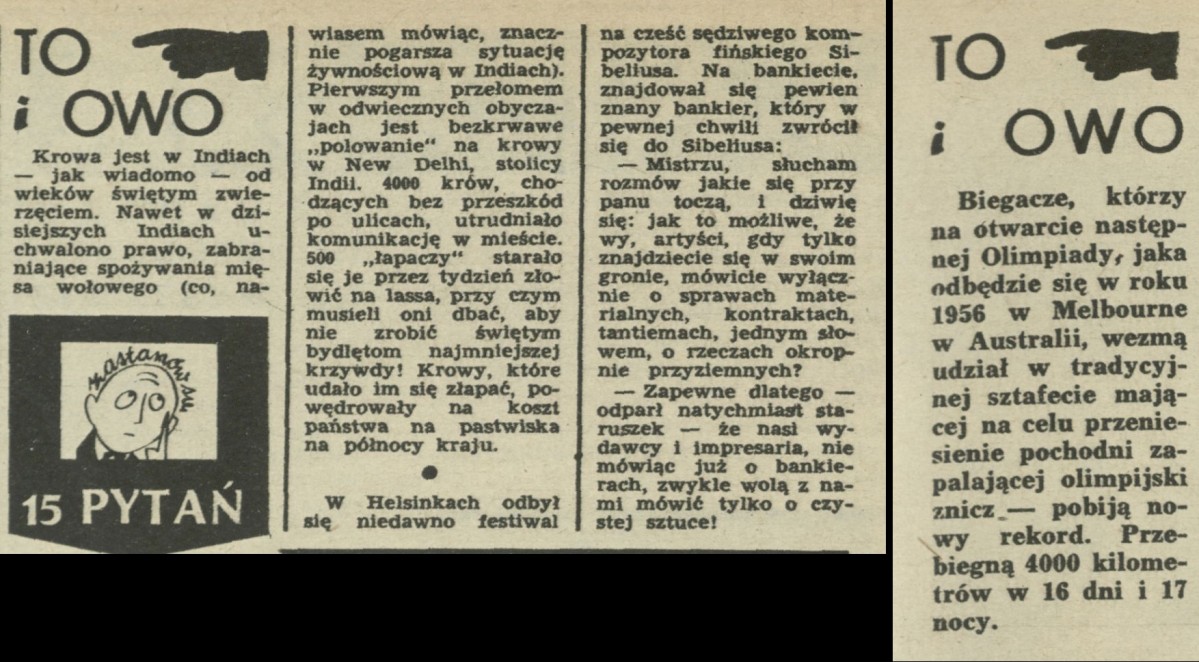 TO
i OWO
Krowa jest w Indiach
— jak wiadomo — od
wieków świętym zwie-
rzęciem. Nawet w dzi-
siejszych Indiach u-
chwalono prawo, zabra-
niające spożywania mię-
sa wołowego (co, na-
zastanów się
15 PYTAŃ
wiasem mówiąc, znacz-
nie pogarsza sytuację
żywnościową w Indiach).
Pierwszym przełomem
w odwiecznych obycza-
jach jest bezkrwawe
„polowanie“ na krowy
w New Delhi, stolicy
Indii. 4000 krów, cho-
dzących bez przeszkód
po ulicach, utrudniało
komunikację w mieście.
500 „łapaczy“ starało
się je przez tydzień zło-
wić na lassa, przy czym
musieli oni dbać, aby
nie zrobić świętym
bydlętom najmniejszej
krzywdy! Krowy, które
udało im się złapać, po-
wędrowały na koszt
państwa na pastwiska
na północy kraju.
W Helsinkach odbył
się niedawno festiwal
na cześć sędziwego kom-
pozytora fińskiego Si-
beliusa. Na bankiecie,
znajdował się pewien
znany bankier, który w
pewnej chwili zwrócił
się do Sibeliusa:
— Mistrzu, słucham
rozmów jakie się przy
panu toczą, i dziwię
się: jak to możliwe, że
wy, artyści, gdy tylko
znajdziecie się w swoim
gronie, mówicie wyłącz-
nie o sprawach mate-
rialnych, kontraktach,
tantiemach, jednym sło-
wem, o rzeczach okrop-
nie przyziemnych?
— Zapewne dlatego —
odparł natychmiast sta-
ruszek — że nasi wy-
dawcy i impresaria, nie
mówiąc już o bankie-
rach, zwykle wolą z na-
mi mówić tylko o czy-
stej sztuce!
TO
i OWO
Biegacze, którzy
na otwarcie następ-
nej Olimpiady, jaka
odbędzie się w roku
1956 w Melbourne
w Australii, wezmą
udział w tradycyj-
nej sztafecie mają-
cej na celu przenie-
sienie pochodni za-
palającej olimpijski
znicz — pobiją no-
wy rekord. Prze-
biegną 4000 kilome-
trów w 16 dni i 17
nocy.